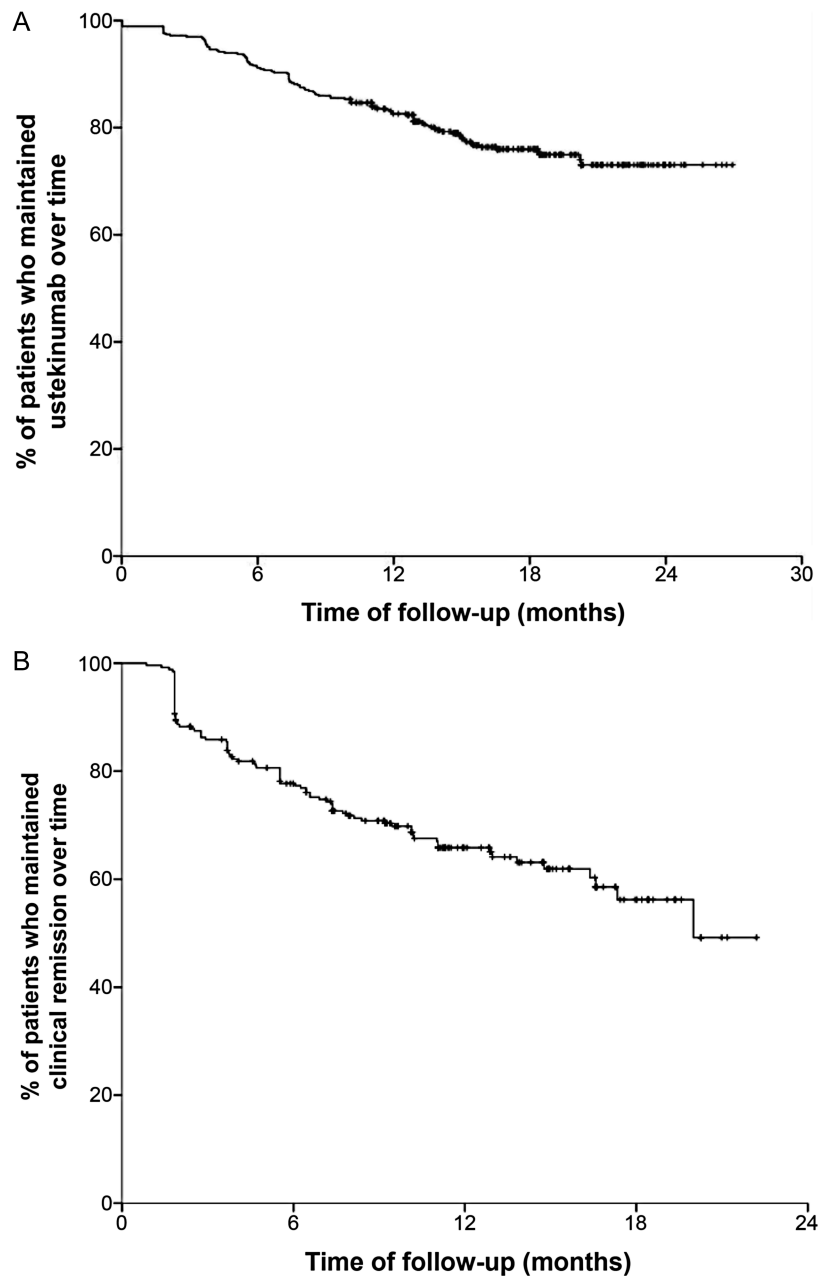 A
100
80
60
40
20
0
% of patients who maintained
ustekinumab over time
0 6 12 18 24 30
Time of follow-up (months)
B
100
80
60
40
20
0
% of patients who maintained
clinical remission over time
0 6 12 18 24
Time of follow-up (months)